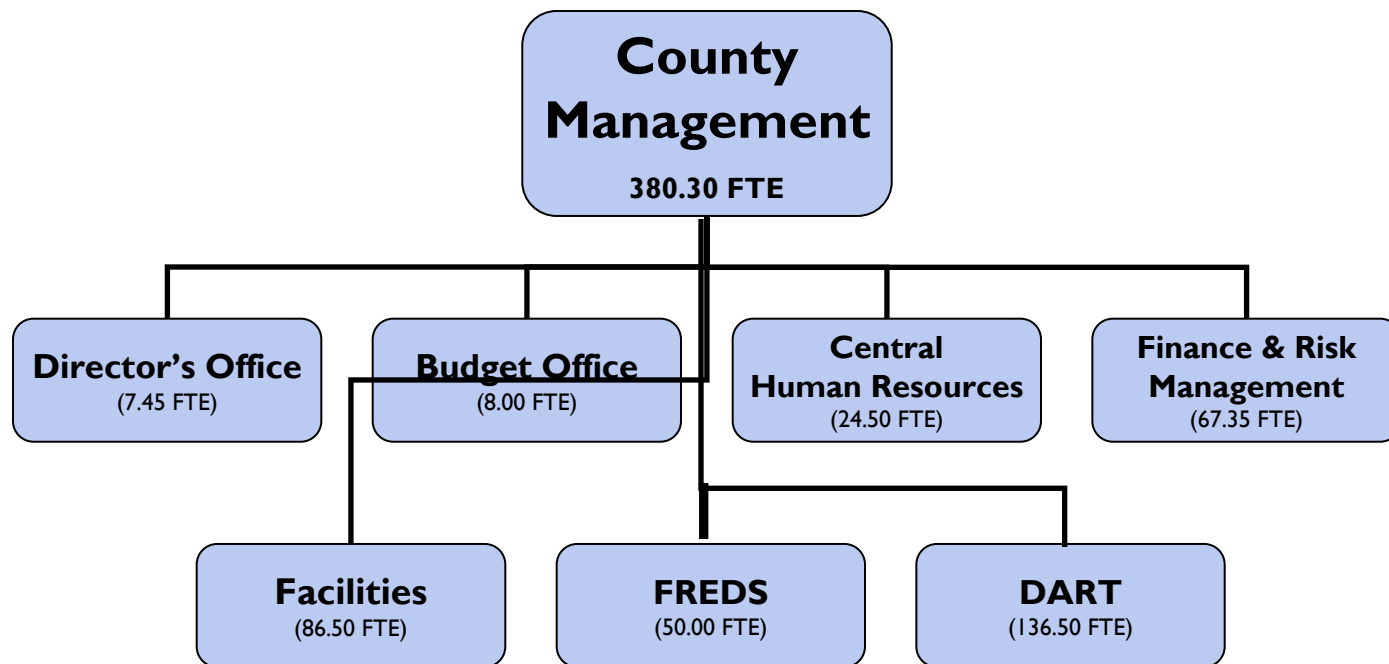 County
Management
380.30 FTE
Director’s Office
(7.45 FTE)
Budget Office
(8.00 FTE)
Central
Human Resources
(24.50 FTE)
Finance & Risk
Management
(67.35 FTE)
Facilities
(86.50 FTE)
FREDS
(50.00 FTE)
DART
(136.50 FTE)